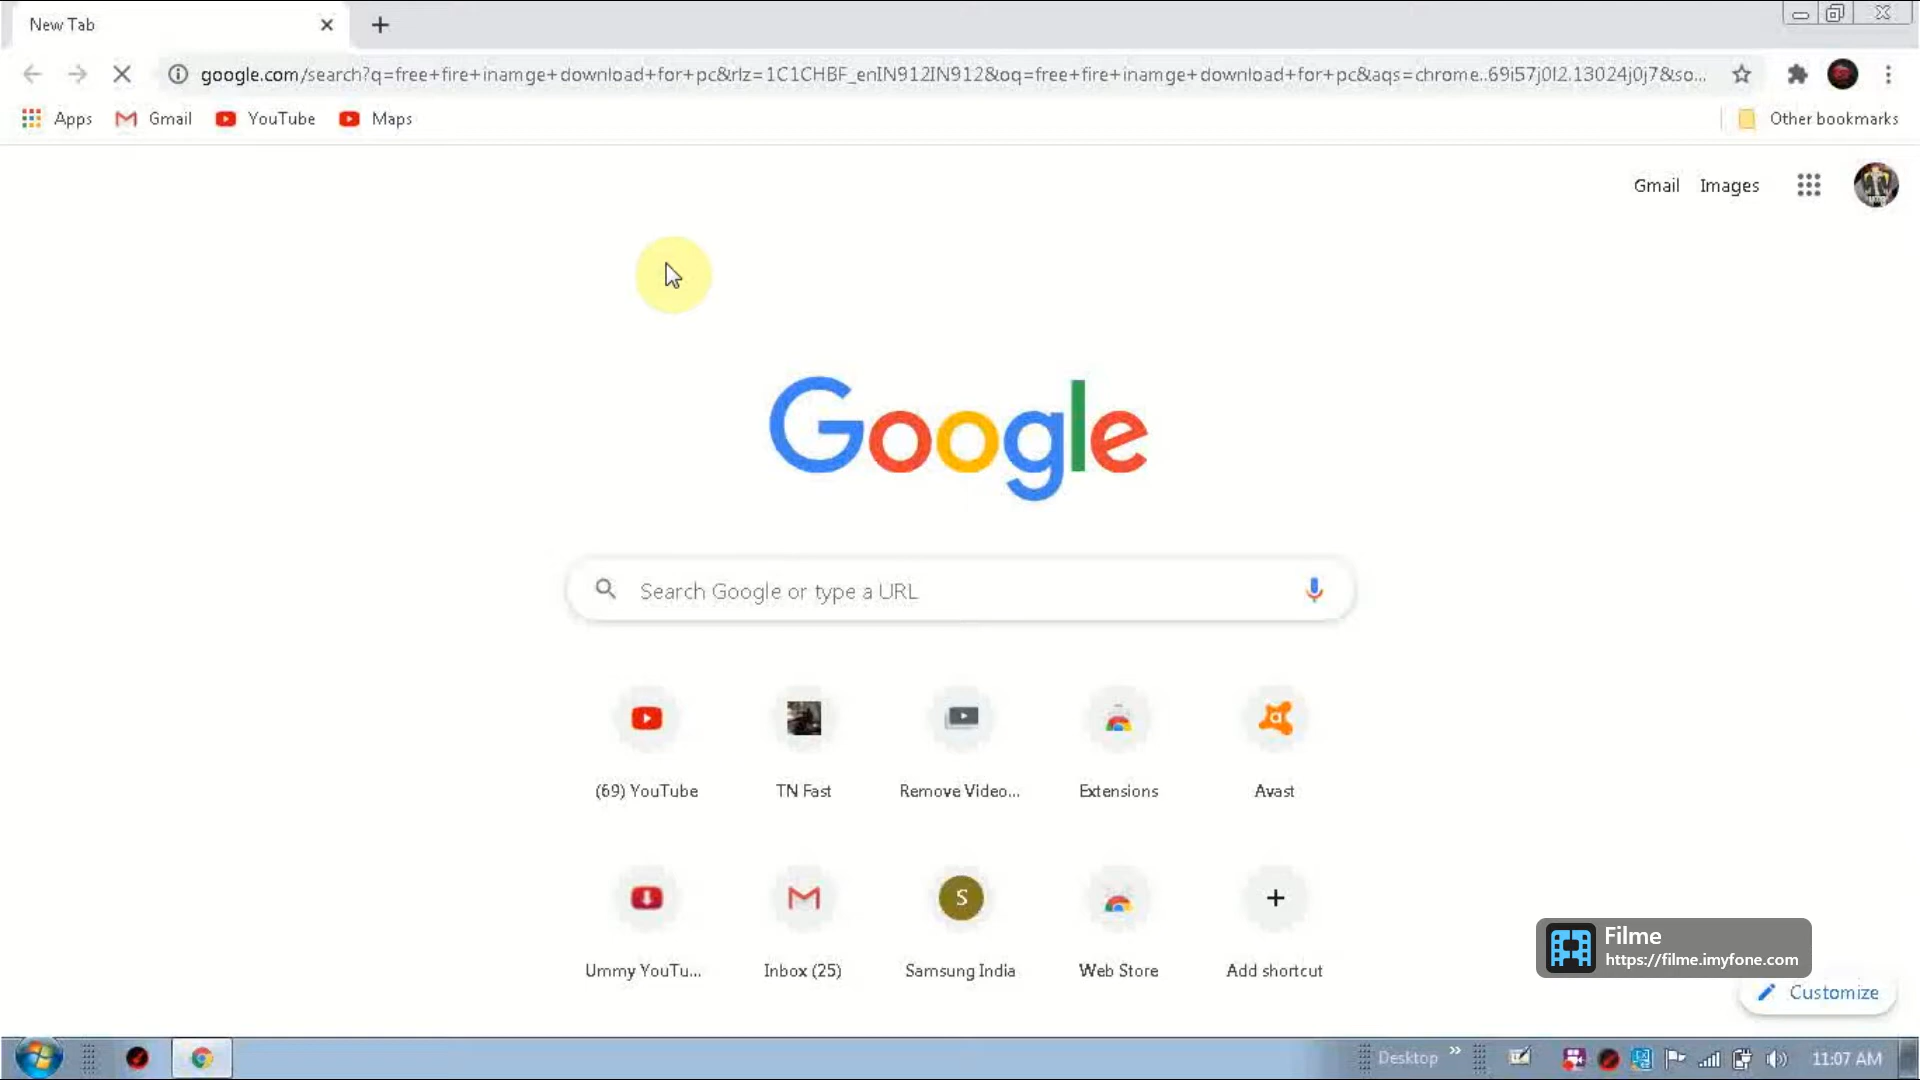 New Tab
google.com/search?q=free+fire+inamge+download+for+pc&rlz=1C1CHBF_enIN912IN912&oq=free+fire+inamge+download+for+pc&aqs=chrome..69i57j0l2.13024j0j7&so...
Apps Gmail YouTube Maps Other bookmarks
Gmail Images
Google
Search Google or type a URL
(69) YouTube TN Fast Remove Video... Extensions Avast
S
Ummy YouTu... Inbox (25) Samsung India Web Store Add shortcut
Filme
https://filme.imyfone.com
Customize
Desktop » 11:07 AM